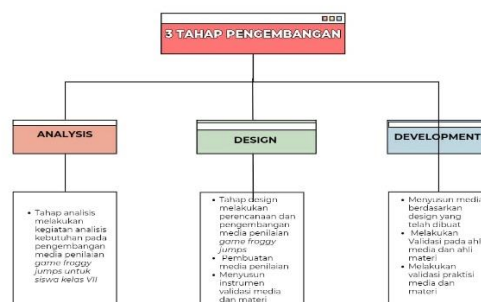 3 TAHAP PENGEMBANGAN
ANALYSIS
• Tahap analisis
melakukan
kegiatan analisis
kebutuhan pada
pengembangan
media penilaian
game froggy
jumps untuk
siswa kelas VII
DESIGN
• Tahap design
melakukan
perencanaan dan
pengembangan
media penilaian
game froggy
jumps
• Pembuatan
media penilaian
• Menyusun
instrumen
validasi media
dan materi
DEVELOPMENT
• Menyusun media
berdasarkan
design yang
telah dibuat
• Melakukan
Validasi pada ahl
media dan ahli
materi
• Melakukan
validasi praktisi
media dan
materi